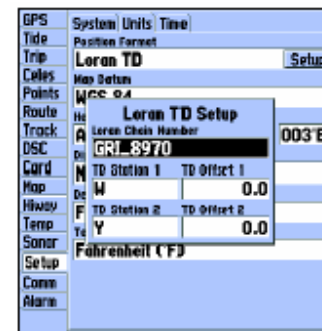 GPS
Tide
Trip
Celes
Points
Route
Track
DSC
Card
Map
Hiway
Temp
Sonar
Setup
Comm
Alarm
System Units Time
Position Format
Loran TD Setup
Map Datum
WGS 84
003'E
Fahrenheit (°F)
Loran TD Setup
Loran Chain Number
GRI_8970
TD Station 1 TD Offset 1
W 0.0
TD Station 2 TD Offset 2
Y 0.0